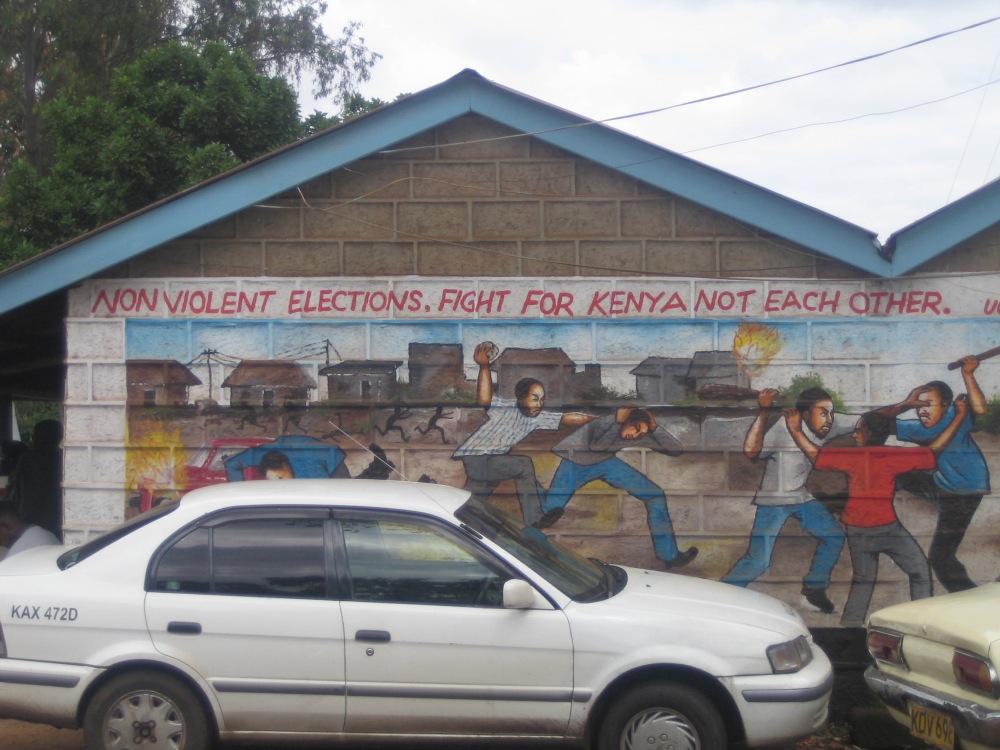 NON VIOLENT ELECTIONS. FIGHT FOR KENYA NOT EACH OTHER.
KAX 472D